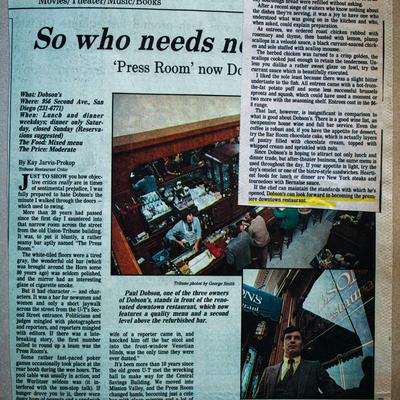 Movies/Theater/Music/Books
So who needs
'Press Room' now Do
What: Dobson's
Where: 956 Second Ave., San
Diego (231-6771)
When: Lunch and dinner
weekdays; dinner only Satur-
day, closed Sunday (Reserva-
tions suggested)
The Food: Mixed menu
The Price: Moderate
By Kay Jarvis-Prokop
Tribune Restaurant Critic
JUST TO SHOW you how objec-
tive critics really are in times
of sentimental prejudice, I was
fully prepared to hate Dobson's the
minute I walked through the doors —
which used to swing.
More than 20 years had passed
since the first day I sauntered into
that narrow room across the street
from the old Union-Tribune building.
It was, to put it bluntly, a rather
seamy bar aptly named "The Press
Room."
The white-tiled floors were a tired
gray, the wonderful old bar (which
was brought around the Horn some
80 years ago) was seldom polished,
and the mirror had an interesting
glaze of cigarette smoke.
But it had character — and char-
acters. It was a bar for newsmen and
women and only a short jaywalk
across the street from the U-T's Sec-
ond Street entrance. Politicians and
judges mingled with photographers
and reporters, and reporters mingled
with editors. If there was a late-
breaking story, the first number
called to round up a team was the
Press Room's.
Some rather fast-paced poker
games occasionally took place at the
rear booth during the wee hours. The
pool table was usually in action, and
the Wurlitzer seldom was (it in-
terfered with the non-stop talk). If
hunger drove you to it, there were
Tribune photos by George Smith
Paul Dobson, one of the three owners
of Dobson's, stands in front of the reno-
vated downtown restaurant, which now
features a quality menu and a second
level above the refurbished bar.
wife of a reporter came in, and
knocked him off the bar stool and
into the front-window Venetian
blinds, was the only time they were
ever dusted."
It's been more than 10 years since
the old green U-T met the wrecking
ball to make way for the Central
Savings Building. We moved into
Mission Valley, and the Press Room
changed hands, becoming just a cute
refilled without asking.
After a recent siege of waiters who know nothing about
the dishes they're serving, it was a joy to have one who
understood what was going on in the kitchen and who,
when asked, could explain preparation.
As entrees, we ordered roast chicken rubbed with
rosemary and thyme, then basted with lemon, plump
scallops in a velouté sauce, a black currant-sauced chick-
en and sole stuffed with scallop mousse.
The herbed chicken was turned to a crisp golden, the
scallops cooked just enough to retain the tenderness. Un-
less you dislike a rather sweet glaze on fowl, try the
currant sauce which is beautifully executed.
I liked the sole least because there was a slight bitter
undertaste to the fish. All entrees came with a hot-from-
the-fat potato puff and some less successful brussels
sprouts and squash, which could have used a moment or
two more with the seasoning shelf. Entrees cost in the $6-
8 range.
That last, however, is insignificant in comparison to
what is good about Dobson's. There is a good wine list, an
inexpensive house wine and full bar service. Even the
coffee is robust and, if you have the appetite for dessert,
try the Bar Room chocolate cake, which is actually layers
of pastry filled with chocolate cream, topped with
whipped cream and sprinkled with
Since Dobson's is hoping to attract not only lunch and
dinner trade, but after-theater business, the same menu is
used throughout the day. If your appetite is light, try the
day's omelet or one of the bistro-style sandwiches. Hearti-
est foods for lunch or dinner are New York steaks and
tournedos with Bernaise sauce.
If the chef can maintain the standards with which he's
opened, Dobson's can look forward to becoming the prem-
iere downtown restaurant.